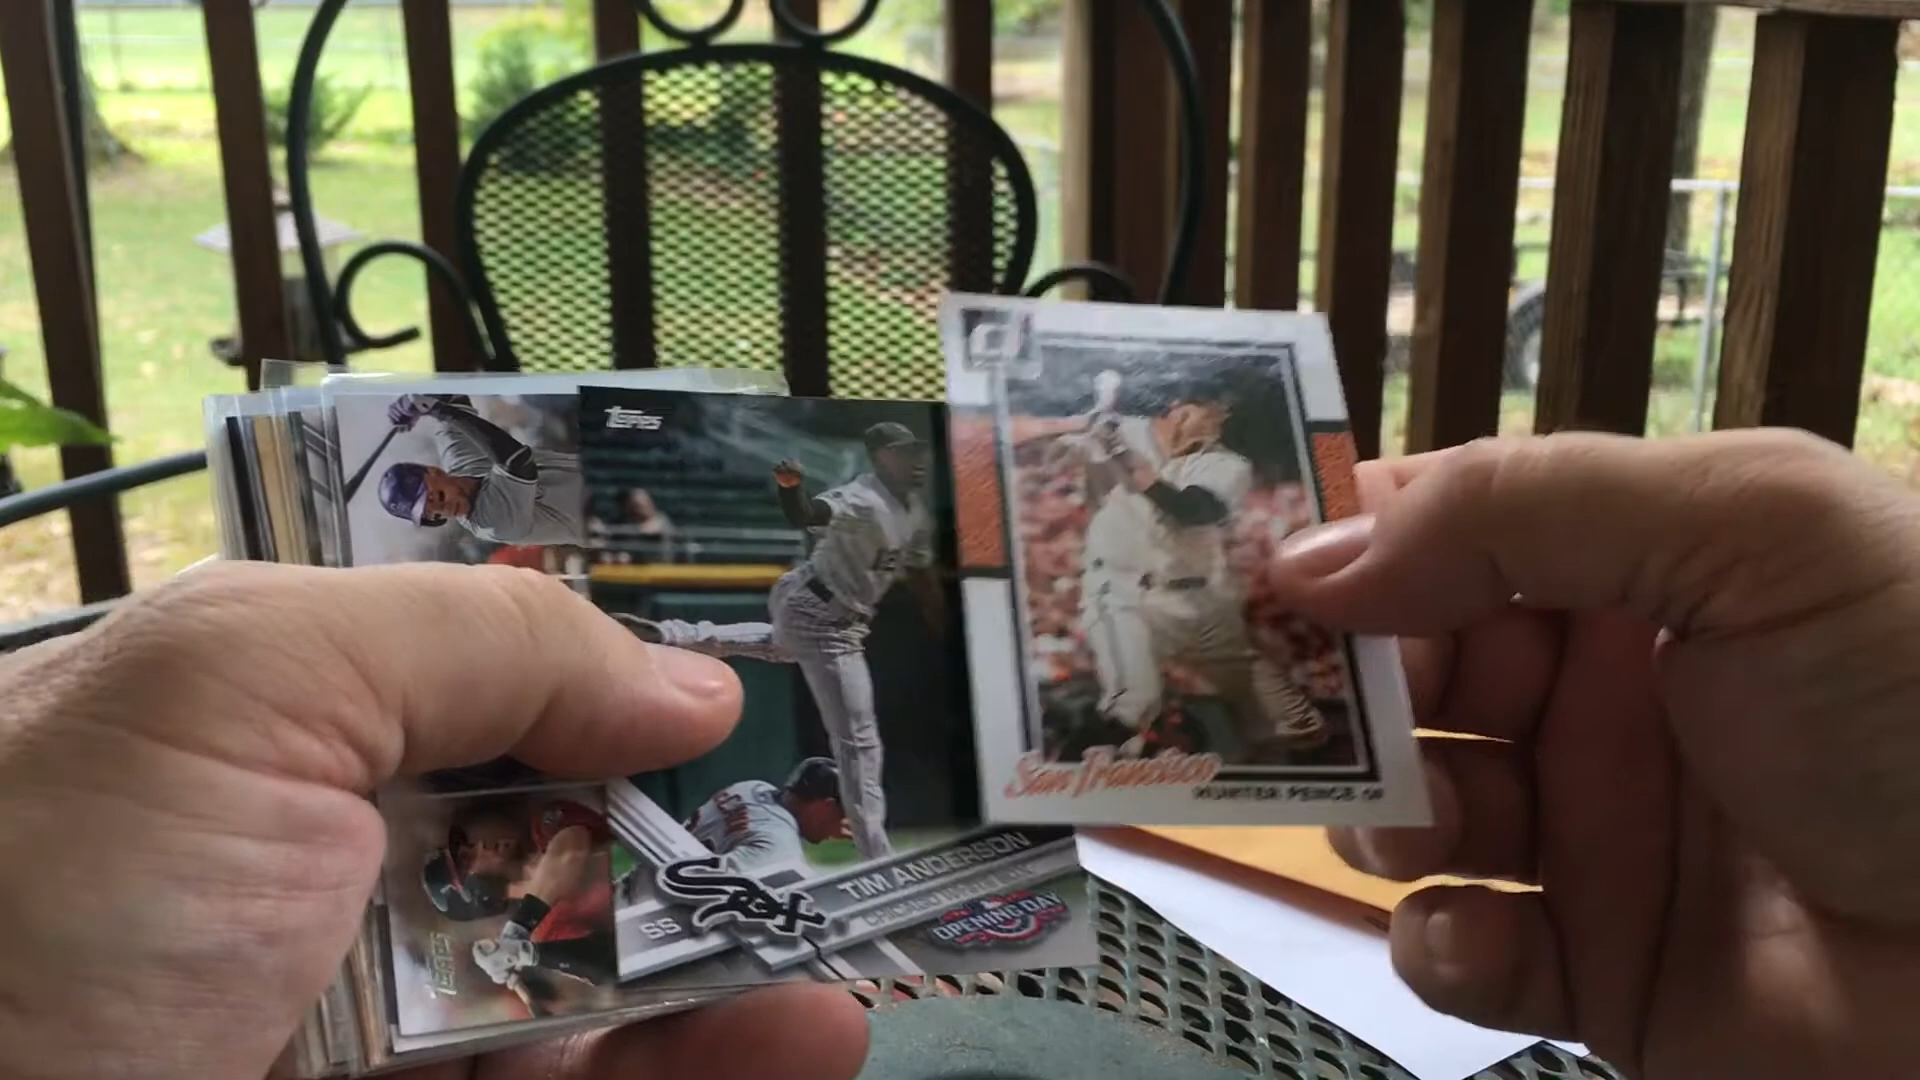 Topps
San Francisco
HUNTER PENCE OF
TIM ANDERSON
SS
Sox
OPENING DAY
Topps